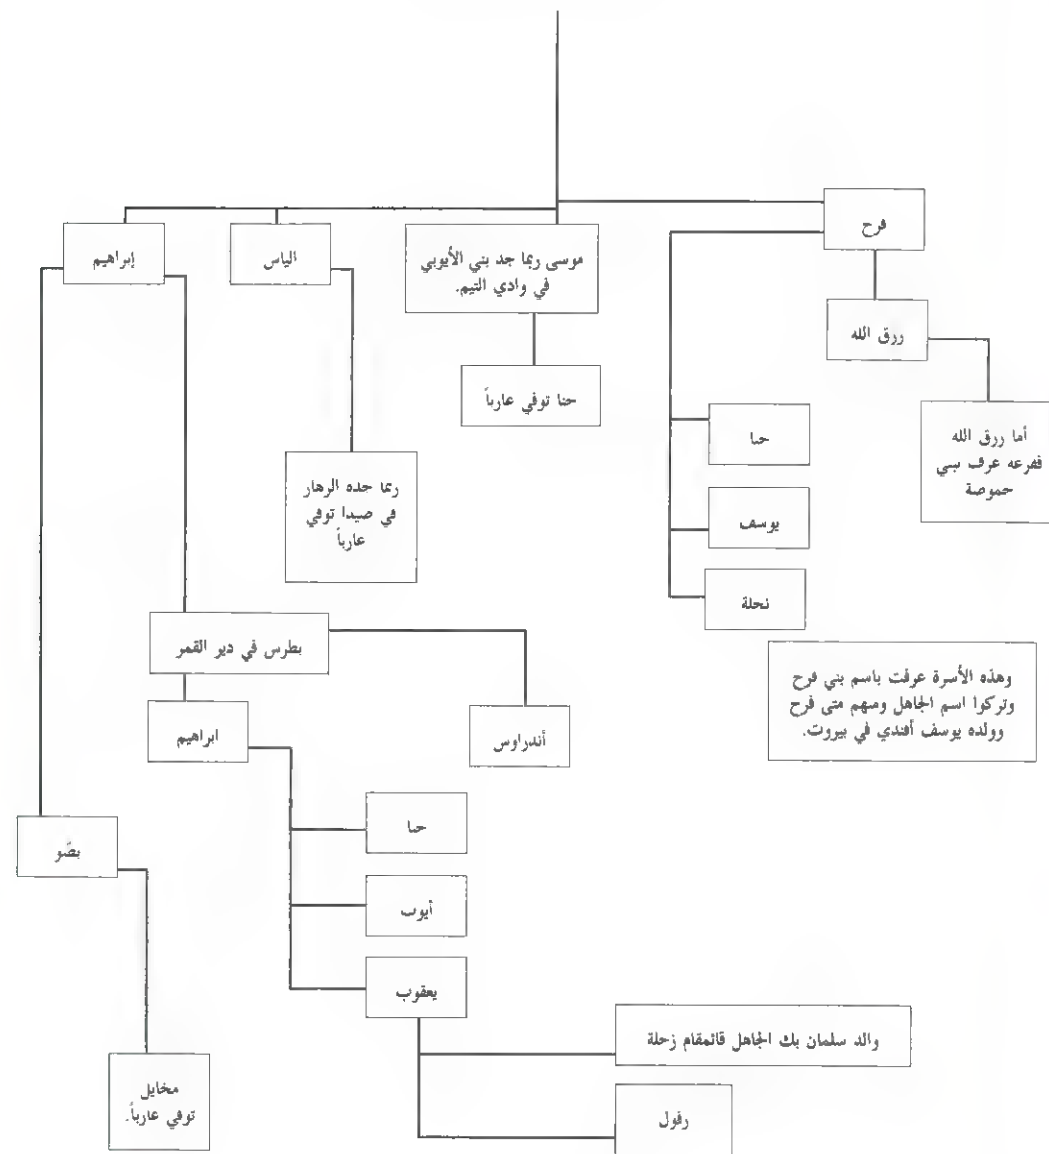 فرح
موسى ربما جد بني الأيوبي
في وادي التيم.
الياس
إبراهيم
رزق الله
حنا توفي عازباً
أما رزق الله
ففرعه عرف ببني
حموصة
حنا
يوسف
نخلة
ربما جده الزهار
في صيدا توفي
عازباً
بطرس في دير القمر
وهذه الأسرة عرفت باسم بني فرح
وتركوا اسم الجاهل ومنهم متى فرح
وولده يوسف أفندي في بيروت.
ابراهيم
أندراوس
حنا
بضّو
أيوب
يعقوب
والد سلمان بك الجاهل قائمقام زحلة
مخايل
توفي عازباً.
رفول